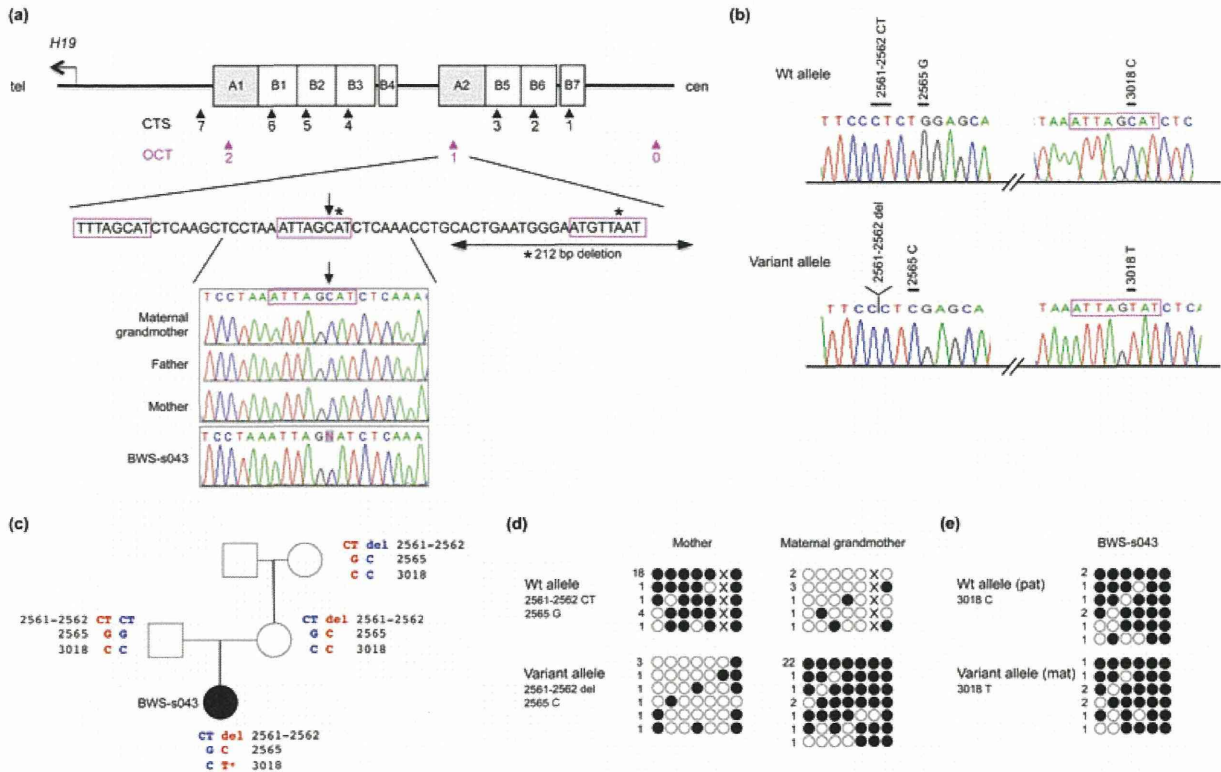 (a)
H19
tel
A1 B1 B2 B3 B4 A2 B5 B6 B7
cen
CTS 7 6 5 4 3 2 1
OCT 2 1 0
TTTAGCATCTCAAGCTCCTAAATTAGCATCTCAAACCTGCACTGAATGGGAATGTTAAT
* *
* 212 bp deletion
TCCTAAATTAGCATCTCAAA
Maternal
grandmother
Father
Mother
TCCTAAATTAGNATCTCAAA
BWS-s043
(b)
Wt allele
2561-2562 CT
2565 G
3018 C
TTCCCTCTGGAGCA
TAAATTAGCATCTC
Variant allele
2561-2562 del
2565 C
3018 T
TTCCCTCGAGCA
TAAATTAGTATCTC
(c)
CT del 2561-2562
G C 2565
C C 3018
2561-2562 CT CT
2565 G G
3018 C C
CT del 2561-2562
G C 2565
C C 3018
BWS-s043
CT del 2561-2562
G C 2565
C T* 3018
(d)
Mother
Maternal grandmother
Wt allele
2561-2562 CT
2565 G
18 X
1 X
1 X
4 X
1 X
2 X
3 X
1 X
1 X
1 X
Variant allele
2561-2562 del
2565 C
3
1
1
1
1
1
22
1
1
2
1
1
1
(e)
BWS-s043
Wt allele (pat)
3018 C
2
1
1
2
1
1
Variant allele (mat)
3018 T
1
1
2
2
1
1